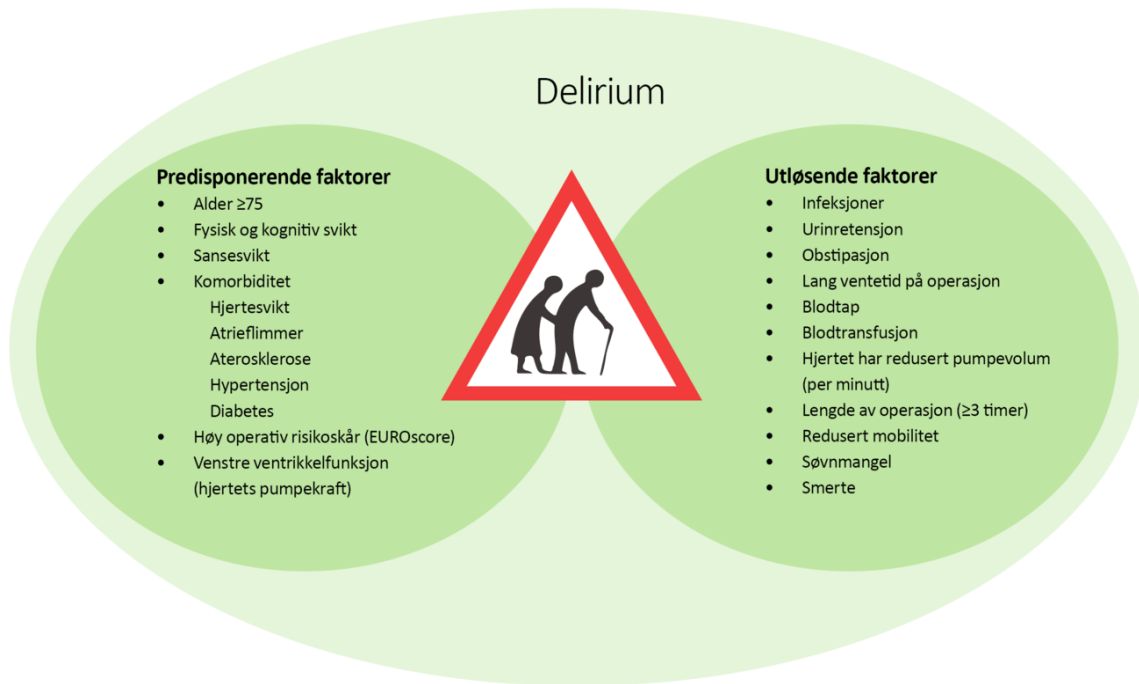 Delirium
Predisponerende faktorer
• Alder ≥75
• Fysisk og kognitiv svikt
• Sansesvikt
• Komorbiditet
Hjertesvikt
Atrieflimmer
Aterosklerose
Hypertensjon
Diabetes
• Høy operativ risikoskår (EUROscore)
• Venstre ventrikkelfunksjon
(hjertets pumpekraft)
Utløsende faktorer
• Infeksjoner
• Urinretensjon
• Obstipasjon
• Lang ventetid på operasjon
• Blodtap
• Blodtransfusjon
• Hjertet har redusert pumpevolum
(per minutt)
• Lengde av operasjon (≥3 timer)
• Redusert mobilitet
• Søvnmangel
• Smerte